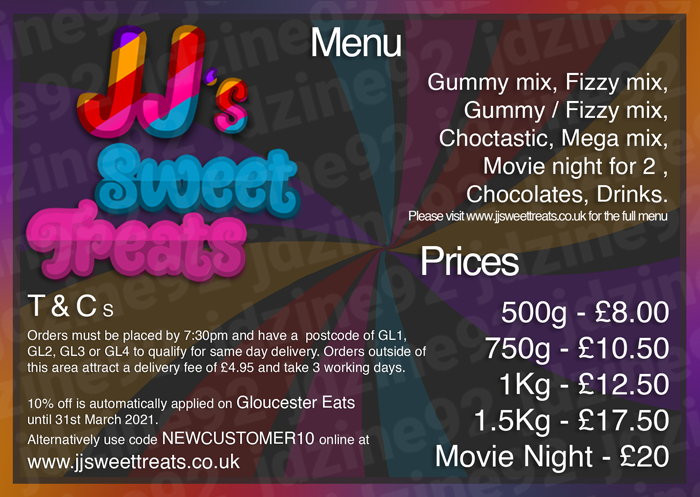 JJ's
Sweet
Treats
Menu
Gummy mix, Fizzy mix,
Gummy / Fizzy mix,
Choctastic, Mega mix,
Movie night for 2 ,
Chocolates, Drinks.
Please visit www.jjsweettreats.co.uk for the full menu
Prices
500g - £8.00
750g - £10.50
1Kg - £12.50
1.5Kg - £17.50
Movie Night - £20
T & C s
Orders must be placed by 7:30pm and have a postcode of GL1,
GL2, GL3 or GL4 to qualify for same day delivery. Orders outside of
this area attract a delivery fee of £4.95 and take 3 working days.
10% off is automatically applied on Gloucester Eats
until 31st March 2021.
Alternatively use code NEWCUSTOMER10 online at
www.jjsweettreats.co.uk
jdzine92